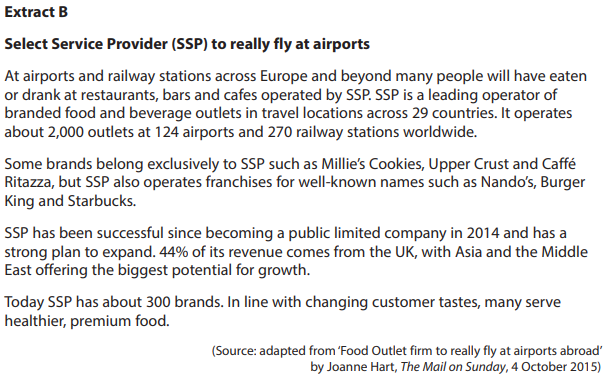 Extract B
Select Service Provider (SSP) to really fly at airports
At airports and railway stations across Europe and beyond many people will have eaten
or drank at restaurants, bars and cafes operated by SSP. SSP is a leading operator of
branded food and beverage outlets in travel locations across 29 countries. It operates
about 2,000 outlets at 124 airports and 270 railway stations worldwide.
Some brands belong exclusively to SSP such as Millie’s Cookies, Upper Crust and Caffé
Ritazza, but SSP also operates franchises for well-known names such as Nando’s, Burger
King and Starbucks.
SSP has been successful since becoming a public limited company in 2014 and has a
strong plan to expand. 44% of its revenue comes from the UK, with Asia and the Middle
East offering the biggest potential for growth.
Today SSP has about 300 brands. In line with changing customer tastes, many serve
healthier, premium food.
(Source: adapted from ‘Food Outlet firm to really fly at airports abroad’
by Joanne Hart, The Mail on Sunday, 4 October 2015)